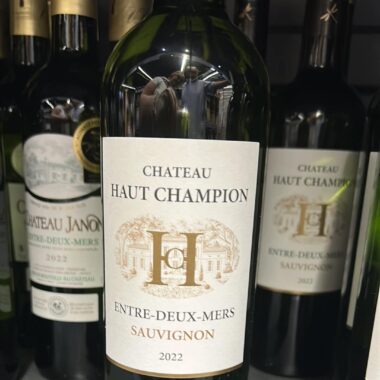 CHATEAU
HAUT CHAMPION
H
ENTRE-DEUX-MERS
SAUVIGNON
2022
CHATEAU JANON
ENTRE-DEUX-MERS
2022
CHATEAU
HAUT CHAMPION
H
ENTRE-DEUX-MERS
SAUVIGNON
2022